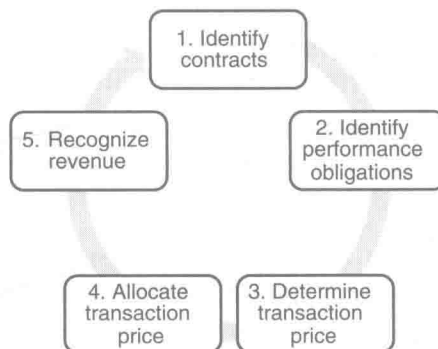 1. Identify
contracts
2. Identify
performance
obligations
3. Determine
transaction
price
4. Allocate
transaction
price
5. Recognize
revenue